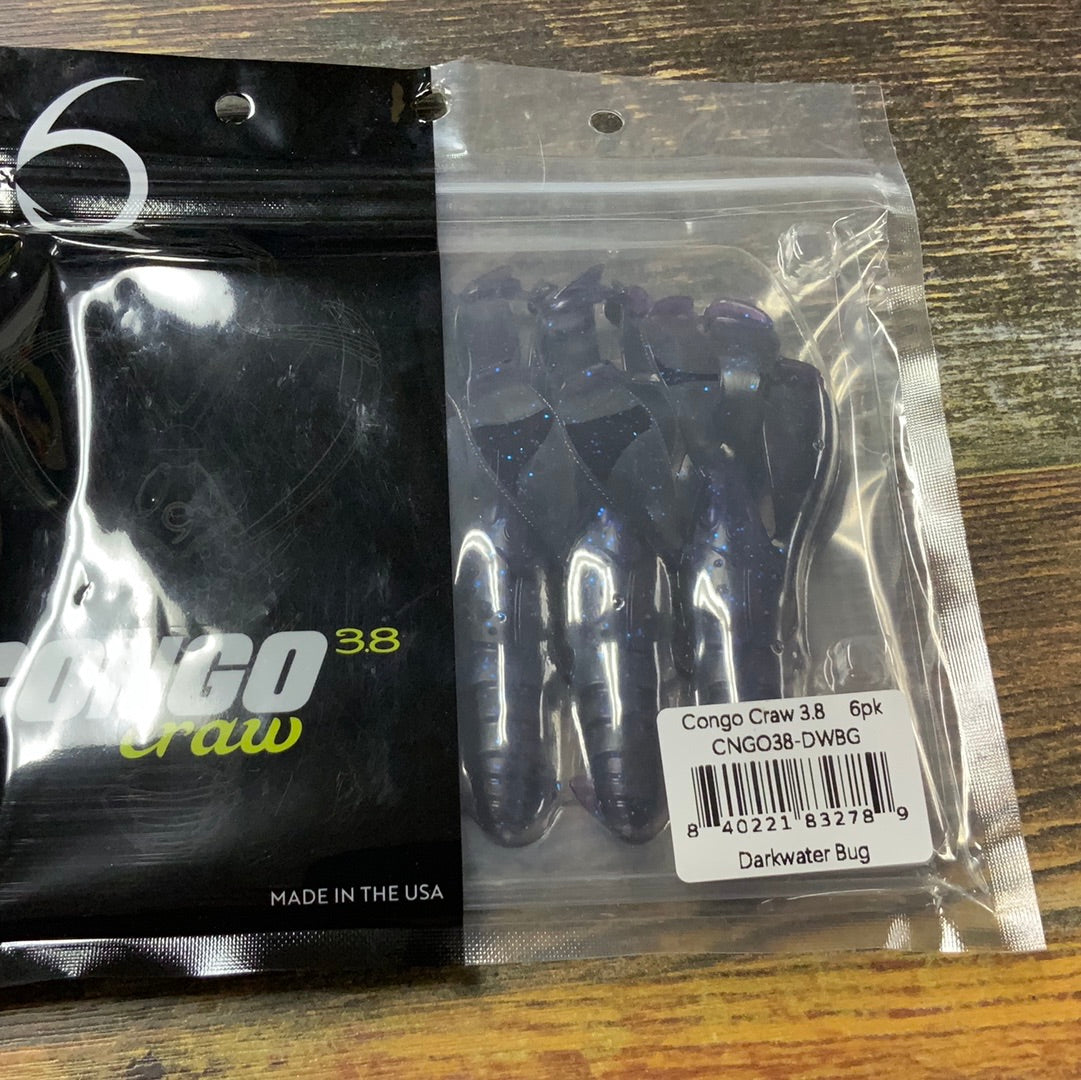 6
CONGO 3.8
craw
MADE IN THE USA
Congo Craw 3.8 6pk
CNGO38-DWBG
8 40221 83278 9
Darkwater Bug